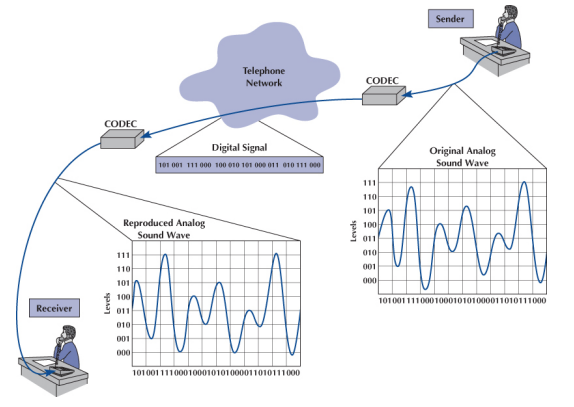 Sender
Telephone
Network
CODEC
CODEC
Digital Signal
101 001 111 000 100 010 101 000 011 010 111 000
Original Analog
Sound Wave
Levels
111
110
101
100
011
010
001
000
101001111000100010101000010101111000
Reproduced Analog
Sound Wave
Levels
111
110
101
100
011
010
001
000
101001111000100010101000011010111000
Receiver